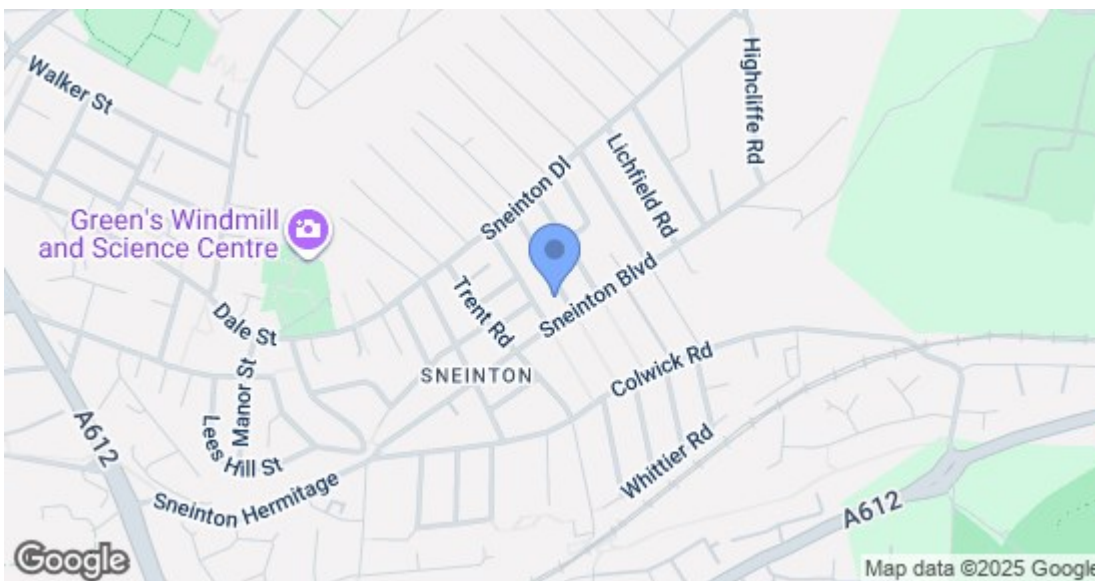 Walker St
Highcliffe Rd
Lichfield Rd
Sneinton Dl
Green's Windmill
and Science Centre
Sneinton Blvd
Trent Rd
Dale St
Manor St
SNEINTON
Colwick Rd
A612
Lees Hill St
Whittier Rd
Sneinton Hermitage
A612
Google
Map data ©2025 Google